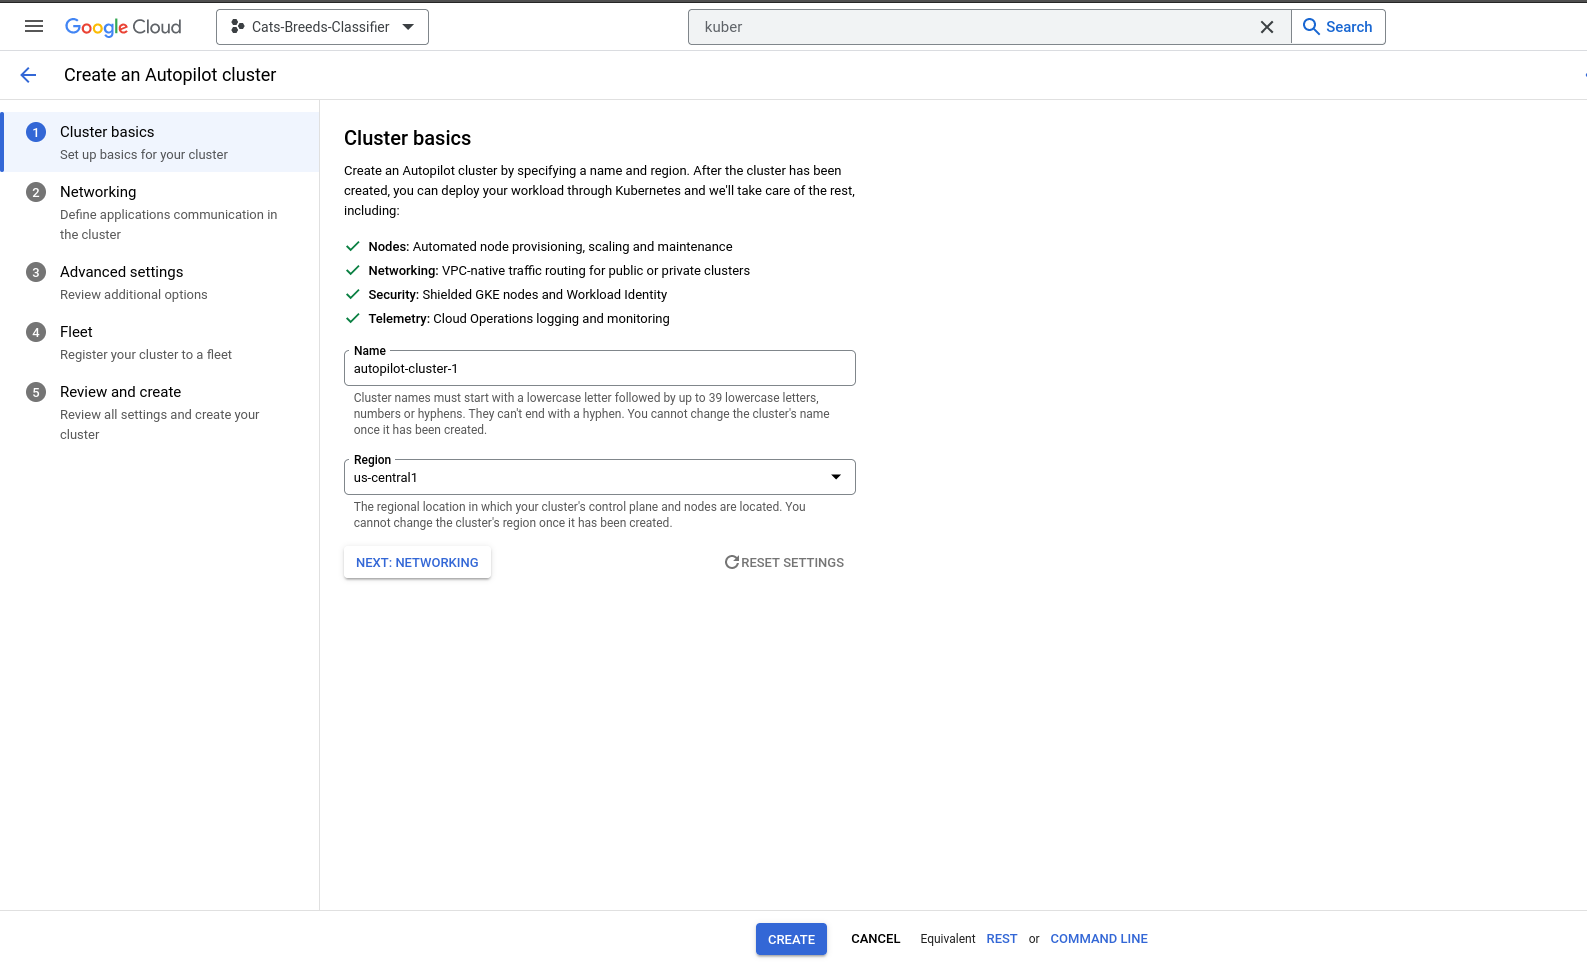 Google Cloud
Cats-Breeds-Classifier
kuber
Search
Create an Autopilot cluster
1
Cluster basics
Set up basics for your cluster
2
Networking
Define applications communication in
the cluster
3
Advanced settings
Review additional options
4
Fleet
Register your cluster to a fleet
5
Review and create
Review all settings and create your
cluster
Cluster basics
Create an Autopilot cluster by specifying a name and region. After the cluster has been
created, you can deploy your workload through Kubernetes and we'll take care of the rest,
including:
Nodes: Automated node provisioning, scaling and maintenance
Networking: VPC-native traffic routing for public or private clusters
Security: Shielded GKE nodes and Workload Identity
Telemetry: Cloud Operations logging and monitoring
Name
autopilot-cluster-1
Cluster names must start with a lowercase letter followed by up to 39 lowercase letters,
numbers or hyphens. They can't end with a hyphen. You cannot change the cluster's name
once it has been created.
Region
us-central1
The regional location in which your cluster's control plane and nodes are located. You
cannot change the cluster's region once it has been created.
NEXT: NETWORKING
RESET SETTINGS
CREATE
CANCEL
Equivalent REST or COMMAND LINE